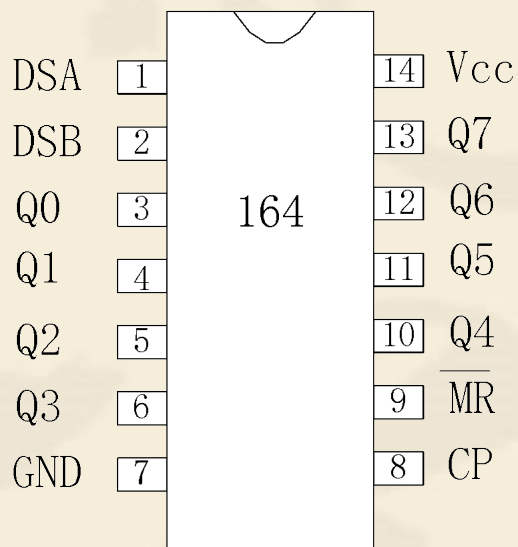 DSA 1 14 Vcc
DSB 2 13 Q7
Q0 3 164 12 Q6
Q1 4 11 Q5
Q2 5 10 Q4
Q3 6 9 M̅R̅
GND 7 8 CP